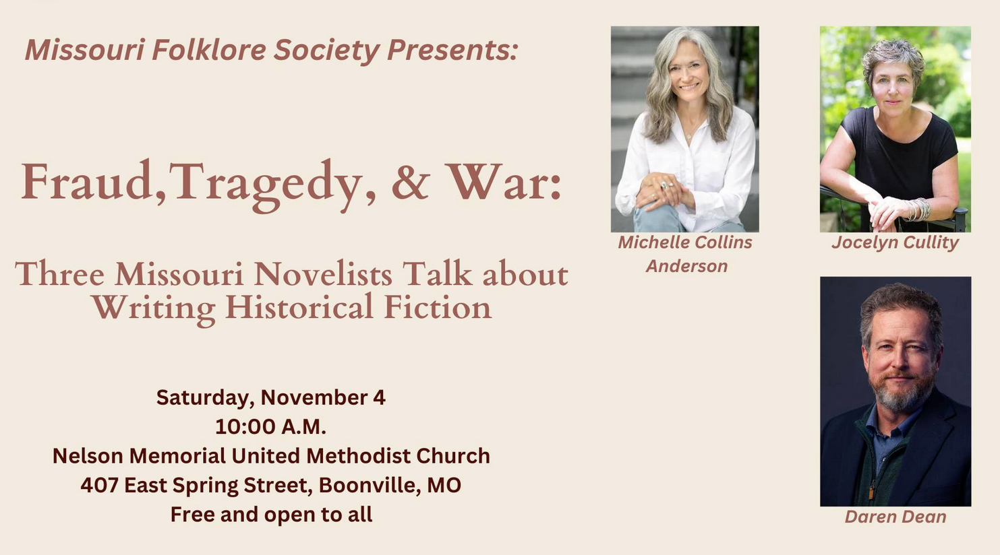 Missouri Folklore Society Presents:
Fraud,Tragedy, & War:
Three Missouri Novelists Talk about
Writing Historical Fiction
Saturday, November 4
10:00 A.M.
Nelson Memorial United Methodist Church
407 East Spring Street, Boonville, MO
Free and open to all
Michelle Collins
Anderson
Jocelyn Cullity
Daren Dean